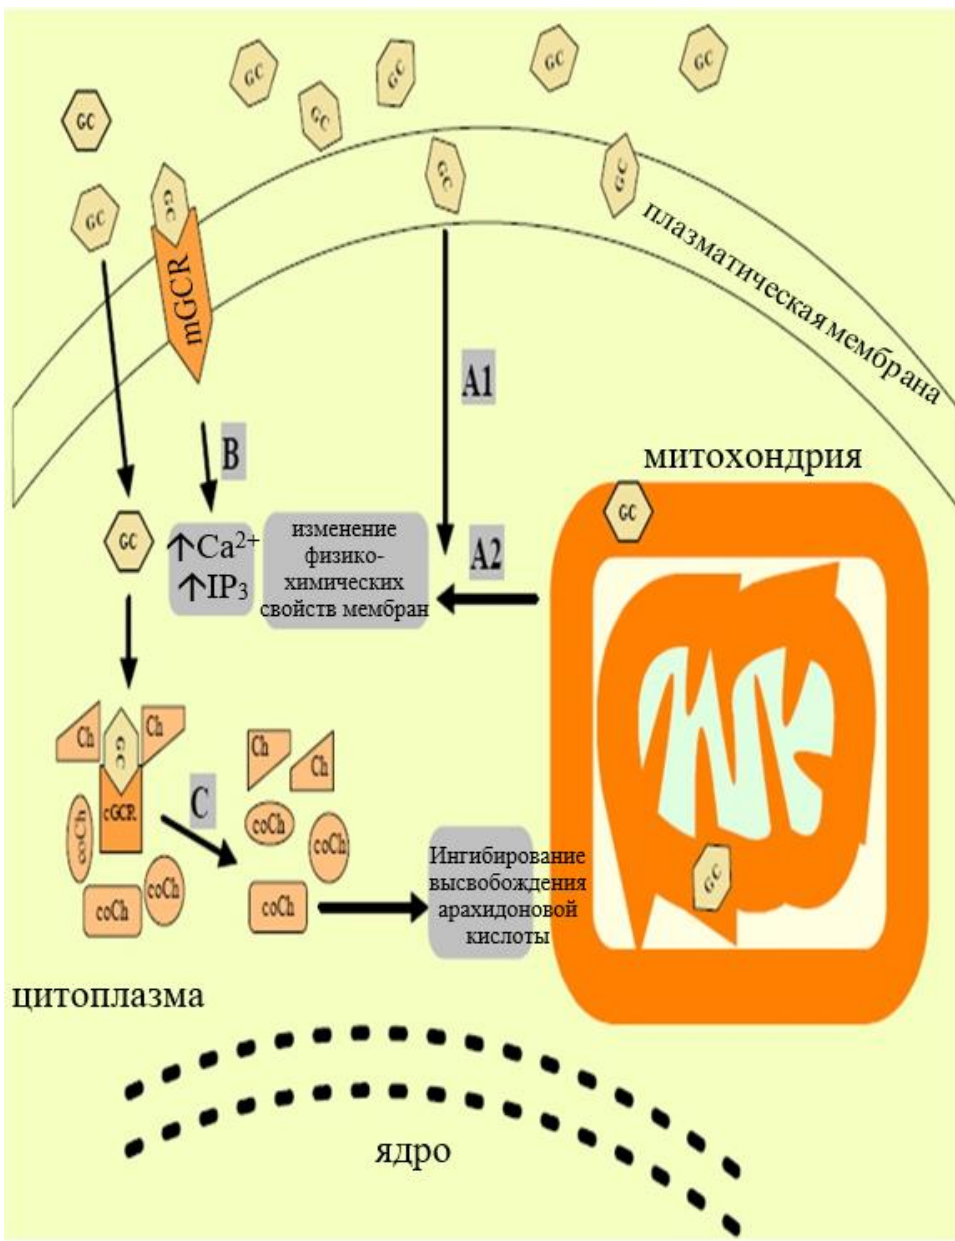 GC
GC
GC
GC
GC
GC
GC
GC
GC
GC
mGCR
плазматическая мембрана
A1
B
митохондрия
GC
GC
↑Ca²⁺
↑IP₃
изменение
физико-
химических
свойств мембран
A2
Ch
GC
Ch
cGCR
C
Ch
Ch
coCh
coCh
coCh
coCh
coCh
coCh
Ингибирование
высвобождения
арахидоновой
кислоты
GC
цитоплазма
ядро